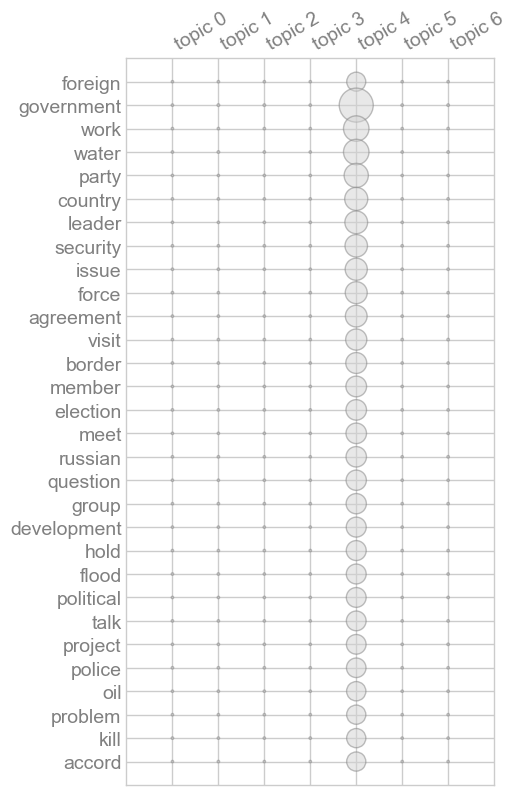 topic 0 topic 1 topic 2 topic 3 topic 4 topic 5 topic 6
foreign
government
work
water
party
country
leader
security
issue
force
agreement
visit
border
member
election
meet
russian
question
group
development
hold
flood
political
talk
project
police
oil
problem
kill
accord